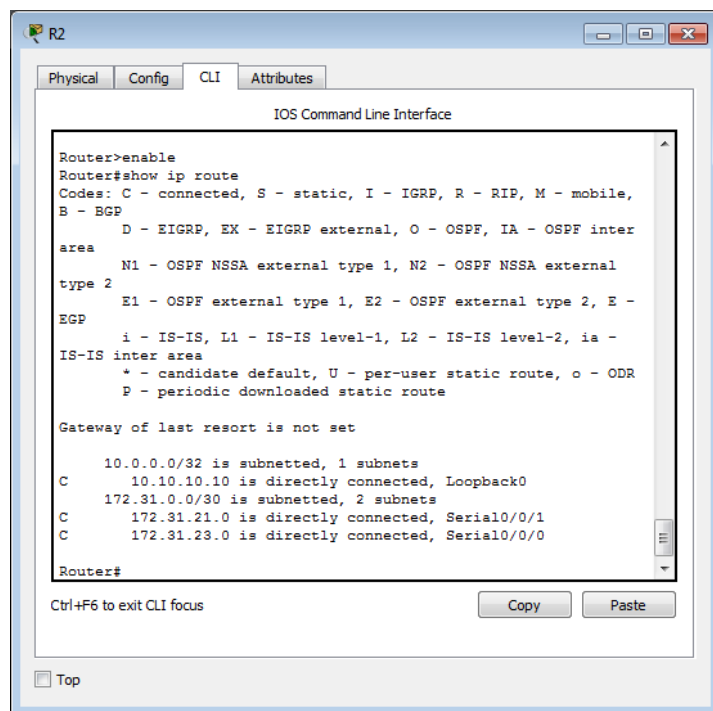 R2
Physical Config CLI Attributes
IOS Command Line Interface
Router>enable
Router#show ip route
Codes: C - connected, S - static, I - IGRP, R - RIP, M - mobile,
B - BGP
D - EIGRP, EX - EIGRP external, O - OSPF, IA - OSPF inter
area
N1 - OSPF NSSA external type 1, N2 - OSPF NSSA external
type 2
E1 - OSPF external type 1, E2 - OSPF external type 2, E -
EGP
i - IS-IS, L1 - IS-IS level-1, L2 - IS-IS level-2, ia -
IS-IS inter area
* - candidate default, U - per-user static route, o - ODR
P - periodic downloaded static route
Gateway of last resort is not set
10.0.0.0/32 is subnetted, 1 subnets
C 10.10.10.10 is directly connected, Loopback0
172.31.0.0/30 is subnetted, 2 subnets
C 172.31.21.0 is directly connected, Serial0/0/1
C 172.31.23.0 is directly connected, Serial0/0/0
Router#
Ctrl+F6 to exit CLI focus Copy Paste
Top